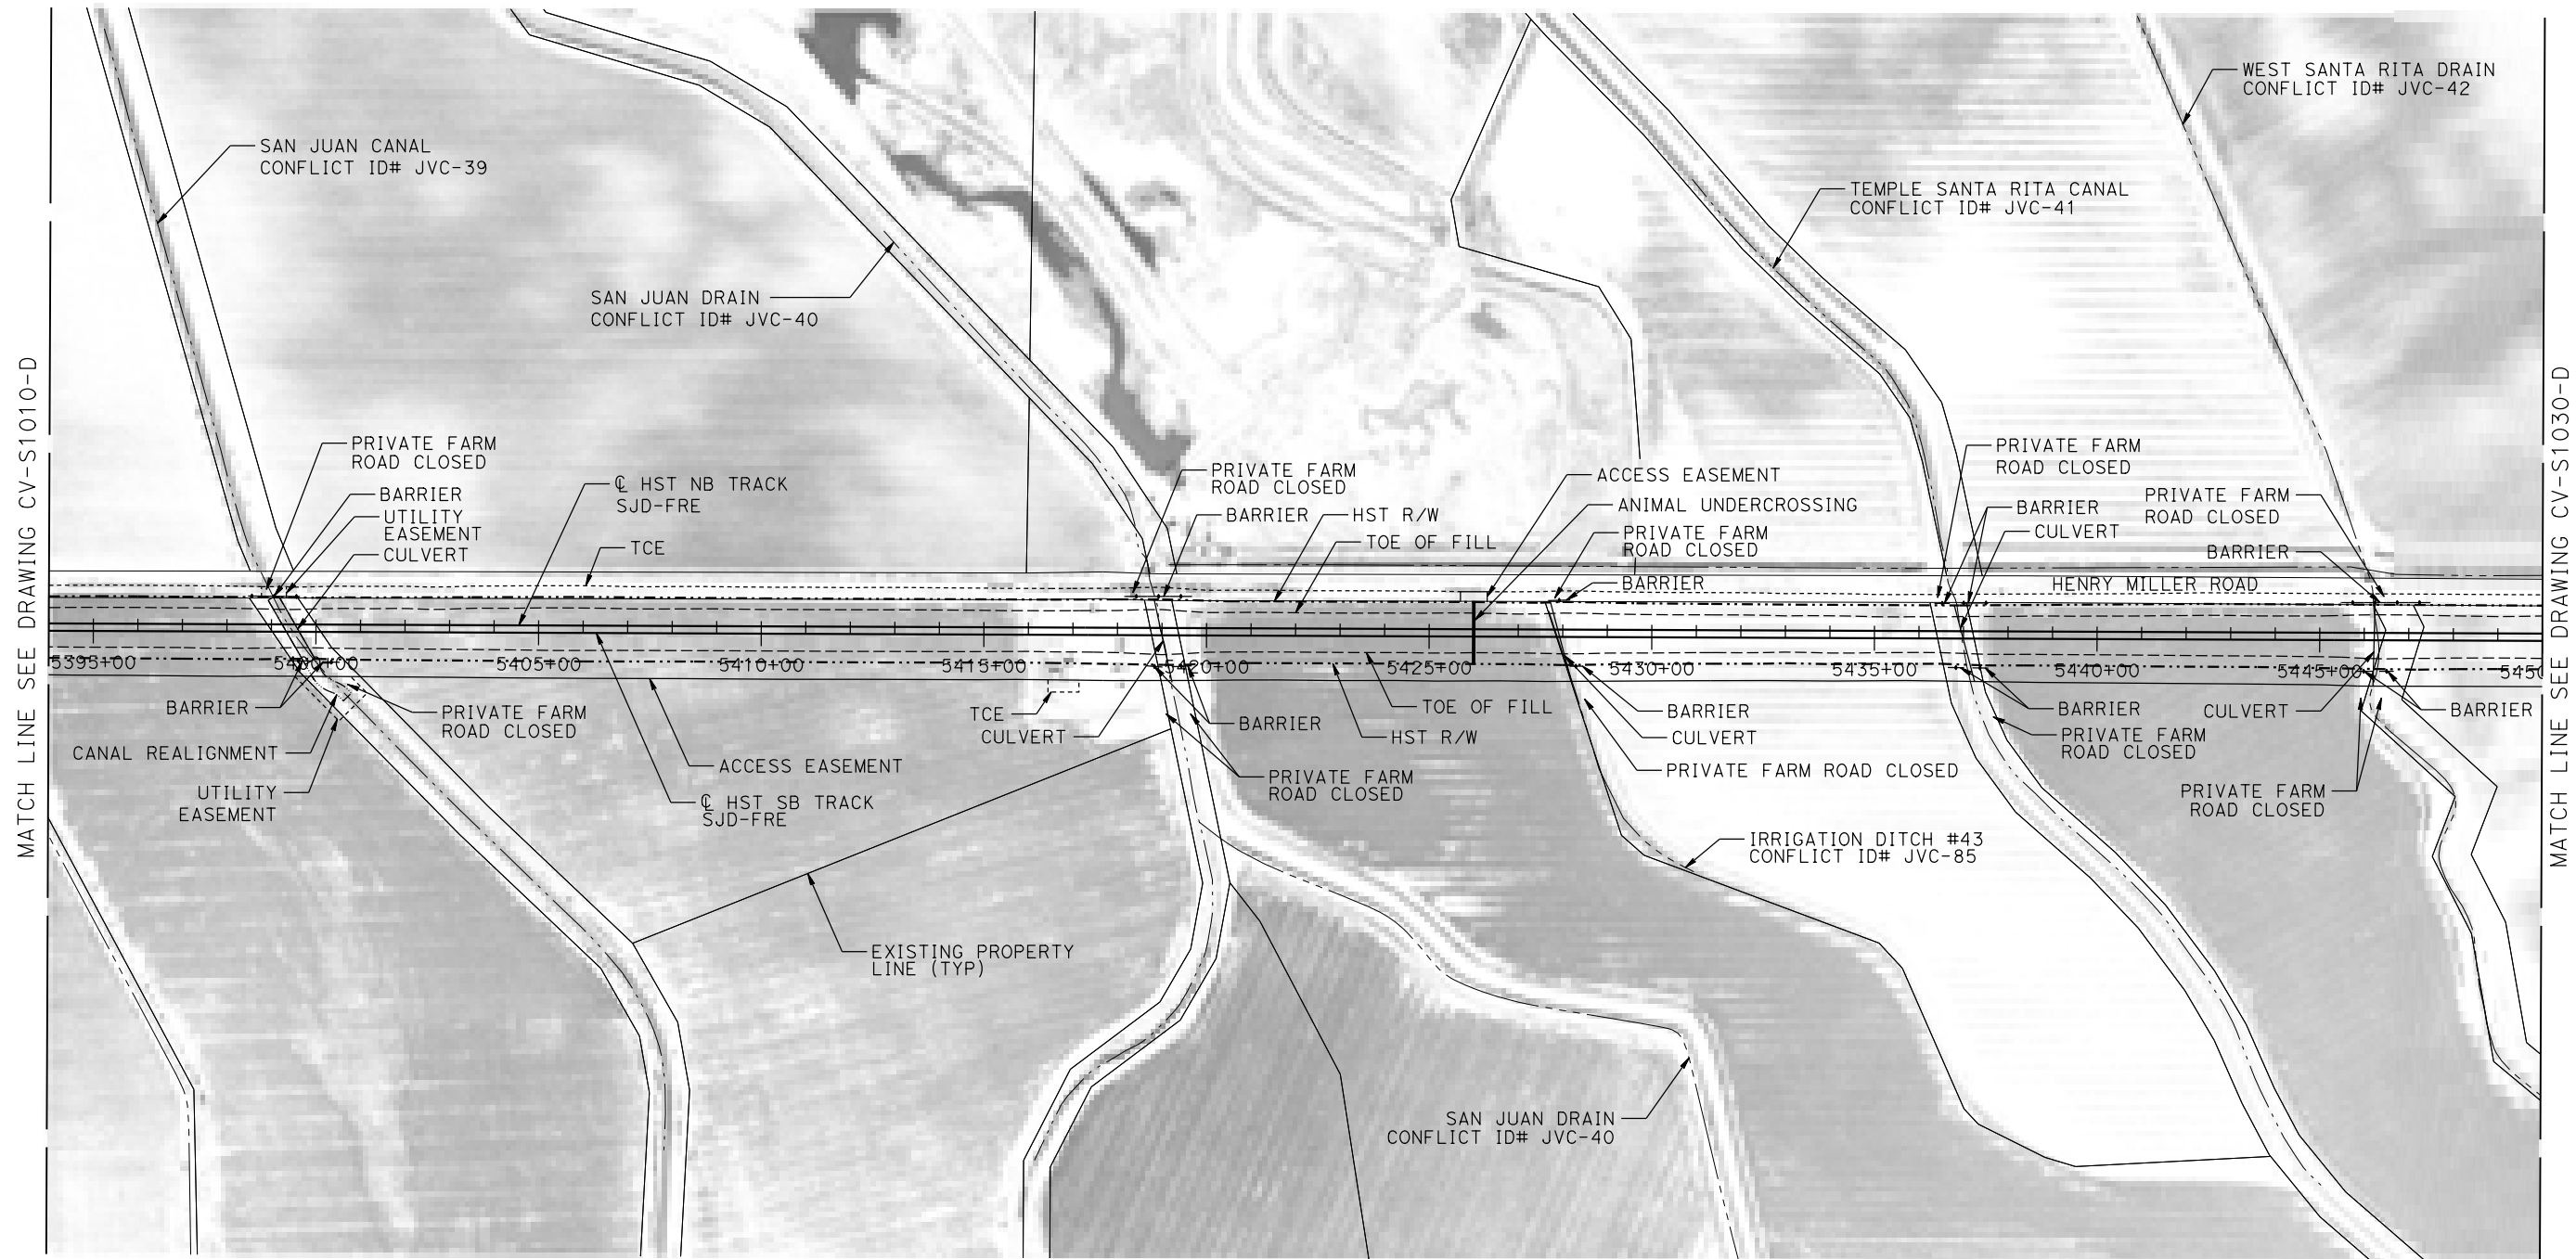 WEST SANTA RITA DRAIN
CONFLICT ID# JVC-42
SAN JUAN CANAL
CONFLICT ID# JVC-39
TEMPLE SANTA RITA CANAL
CONFLICT ID# JVC-41
SAN JUAN DRAIN
CONFLICT ID# JVC-40
MATCH LINE SEE DRAWING CV-S1010-D
MATCH LINE SEE DRAWING CV-S1030-D
PRIVATE FARM
ROAD CLOSED
BARRIER
UTILITY
EASEMENT
CULVERT
℄ HST NB TRACK
SJD-FRE
TCE
PRIVATE FARM
ROAD CLOSED
BARRIER
HST R/W
TOE OF FILL
ACCESS EASEMENT
ANIMAL UNDERCROSSING
PRIVATE FARM
ROAD CLOSED
BARRIER
PRIVATE FARM
ROAD CLOSED
BARRIER
CULVERT
PRIVATE FARM
ROAD CLOSED
BARRIER
HENRY MILLER ROAD
5395+00
5400+00
5405+00
5410+00
5415+00
5420+00
5425+00
5430+00
5435+00
5440+00
5445+00
5450
BARRIER
CANAL REALIGNMENT
UTILITY
EASEMENT
PRIVATE FARM
ROAD CLOSED
ACCESS EASEMENT
℄ HST SB TRACK
SJD-FRE
TCE
CULVERT
BARRIER
PRIVATE FARM
ROAD CLOSED
TOE OF FILL
HST R/W
BARRIER
CULVERT
PRIVATE FARM ROAD CLOSED
BARRIER
PRIVATE FARM
ROAD CLOSED
CULVERT
BARRIER
PRIVATE FARM
ROAD CLOSED
IRRIGATION DITCH #43
CONFLICT ID# JVC-85
EXISTING PROPERTY
LINE (TYP)
SAN JUAN DRAIN
CONFLICT ID# JVC-40